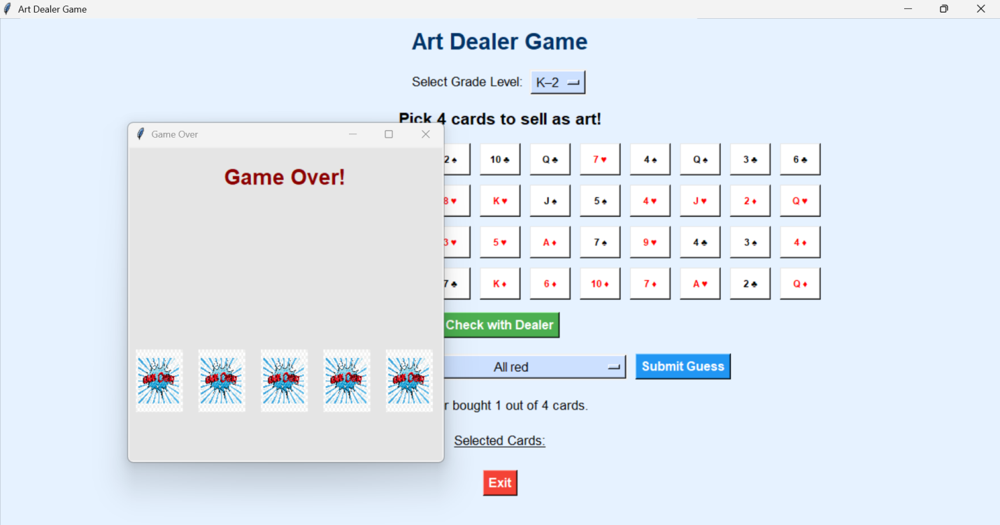 Art Dealer Game
Art Dealer Game
Select Grade Level: K–2
Pick 4 cards to sell as art!
Game Over
Game Over!
2♠ 10♣ Q♣ 7♥ 4♠ Q♠ 3♣ 6♣
8♥ K♥ J♠ 5♠ 4♥ J♥ 2♦ Q♥
3♥ 5♥ A♦ 7♠ 9♥ 4♣ 3♠ 4♦
7♣ K♦ 6♦ 10♦ 7♦ A♥ 2♣ Q♦
Check with Dealer
All red Submit Guess
r bought 1 out of 4 cards.
Selected Cards:
Exit